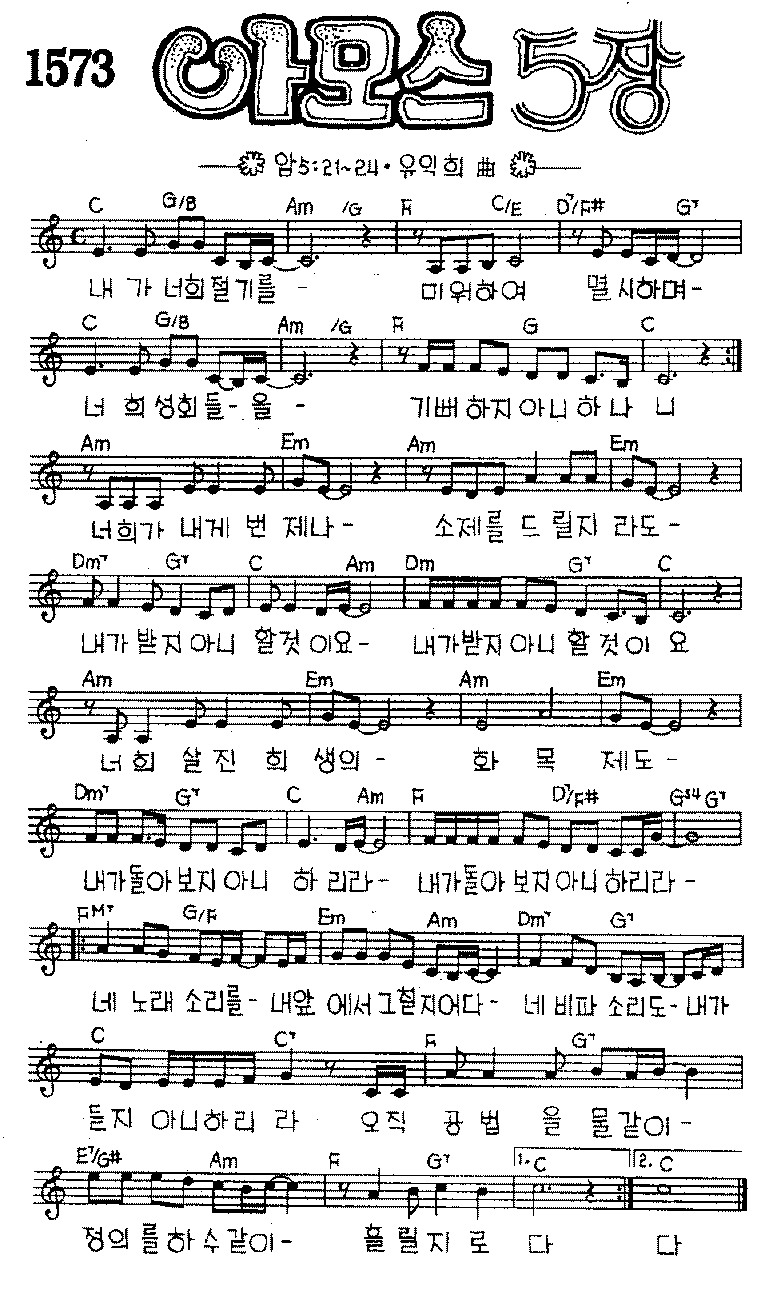 1573 아모스 5장
암5:21~24 · 유익희 曲
C G/B Am /G F C/E D7/F# G7
내 가 너희절기를 - 미워하여 멸시하며-
C G/B Am /G F G C
너 희 성회들-올 - 기뻐하지아니하나 니
Am Em Am Em
너희가 내게 번 제나 - 소제를 드 릴지 라도 -
Dm7 G7 C Am Dm G7 C
내가 받지 아니 할것 이요 - 내가받지 아니 할 것이 요
Am Em Am Em
너희 살 진 희 생의 - 화 목 제도 -
Dm7 G7 C Am F D7/F# Gs4 G7
내가돌아 보지 아니 하 리라 - 내가돌아 보지아니하리라 -
FM7 G/F Em Am Dm7 G7
네 노래 소리를 - 내앞 에서그칠지어다 - 네 비파 소리도 - 내가
C C7 F G7
듣지 아니하리 라 오직 공 법 을 물같이 -
E7/G# Am F G7 1. C 2. C
정의 를하 수 같이 - 흘 릴 지 로 다 다